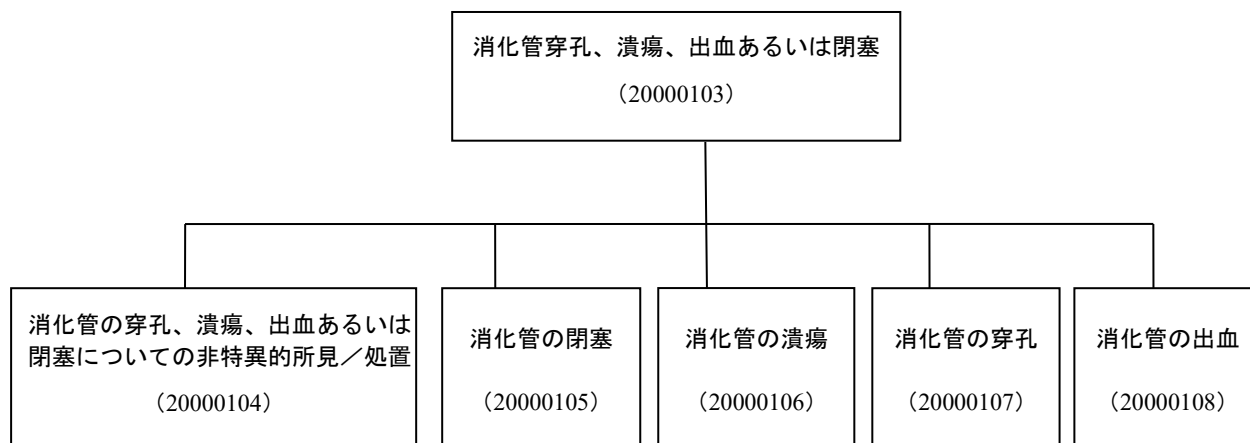 消化管穿孔、潰瘍、出血あるいは閉塞
（20000103）
消化管の穿孔、潰瘍、出血あるいは
閉塞についての非特異的所見／処置
（20000104）
消化管の閉塞
（20000105）
消化管の潰瘍
（20000106）
消化管の穿孔
（20000107）
消化管の出血
（20000108）